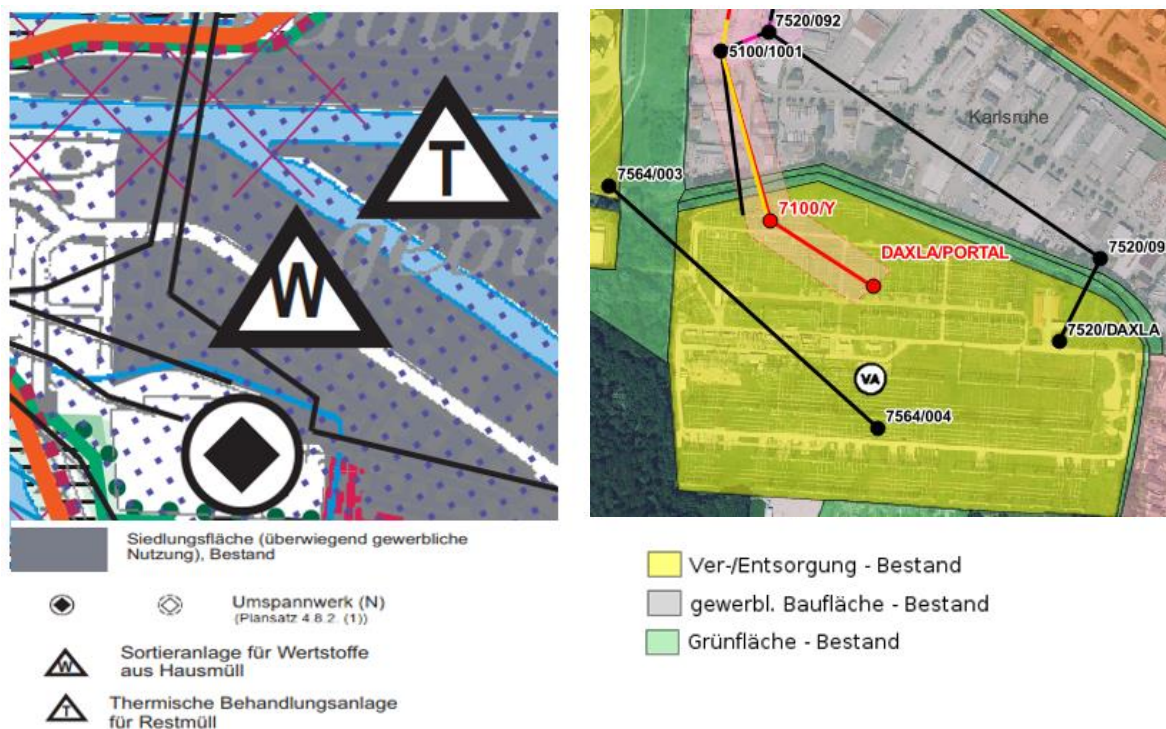 T
W
Siedlungsfläche (überwiegend gewerbliche
Nutzung), Bestand
Umspannwerk (N)
(Plansatz 4.8.2. (1))
W
Sortieranlage für Wertstoffe
aus Hausmüll
T
Thermische Behandlungsanlage
für Restmüll
7520/092
5100/1001
Karlsruhe
7564/003
7100/Y
DAXLA/PORTAL
7520/09
7520/DAXLA
VA
7564/004
Ver-/Entsorgung - Bestand
gewerbl. Baufläche - Bestand
Grünfläche - Bestand